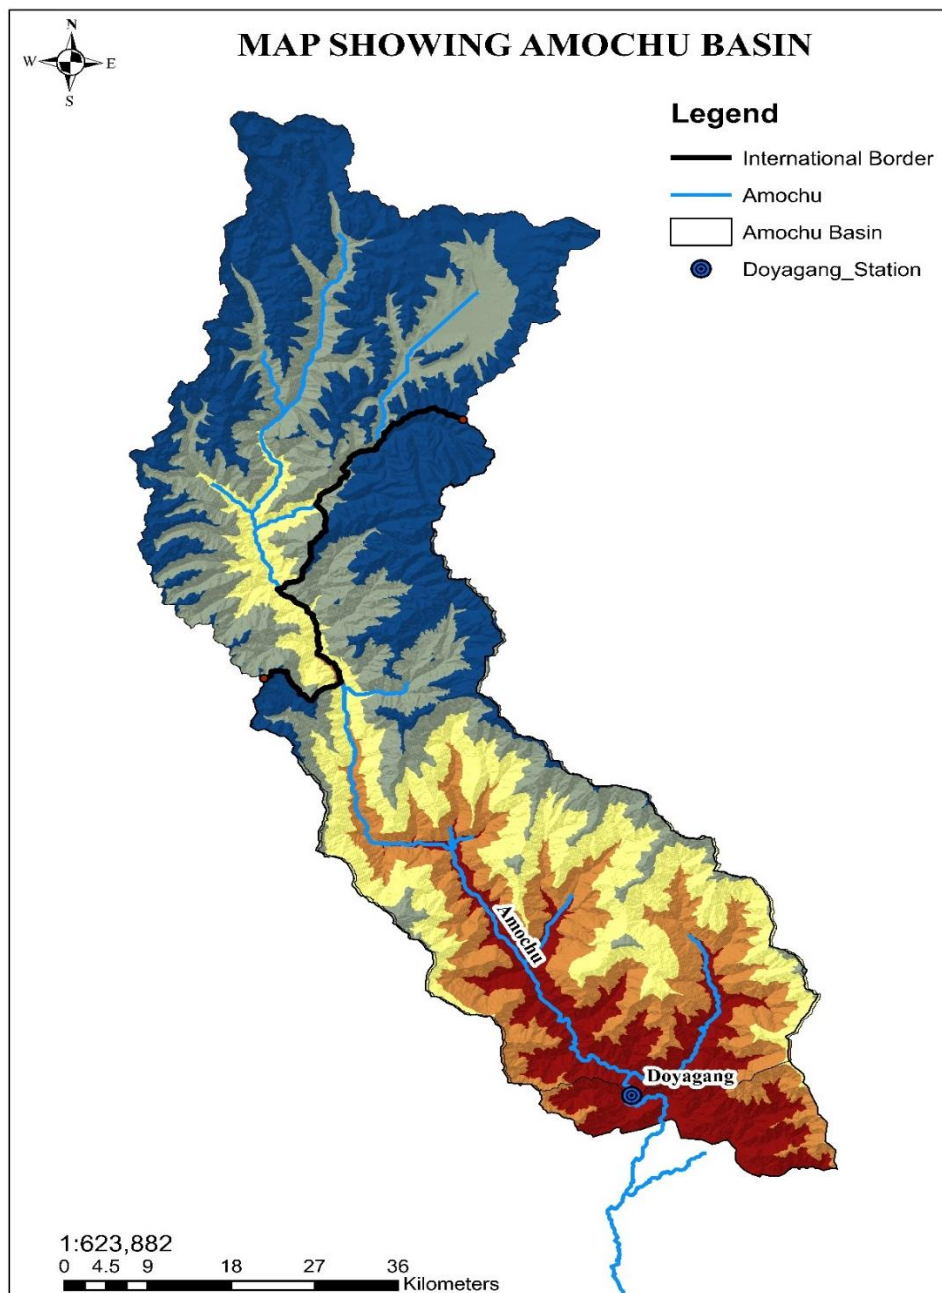 MAP SHOWING AMOCHU BASIN
N
W E
S
Legend
International Border
Amochu
Amochu Basin
Doyagang_Station
Amochu
Doyagang
1:623,882
0 4.5 9 18 27 36
Kilometers